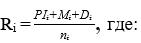 Rᵢ = (PIᵢ+Mᵢ+Dᵢ)/nᵢ, где: